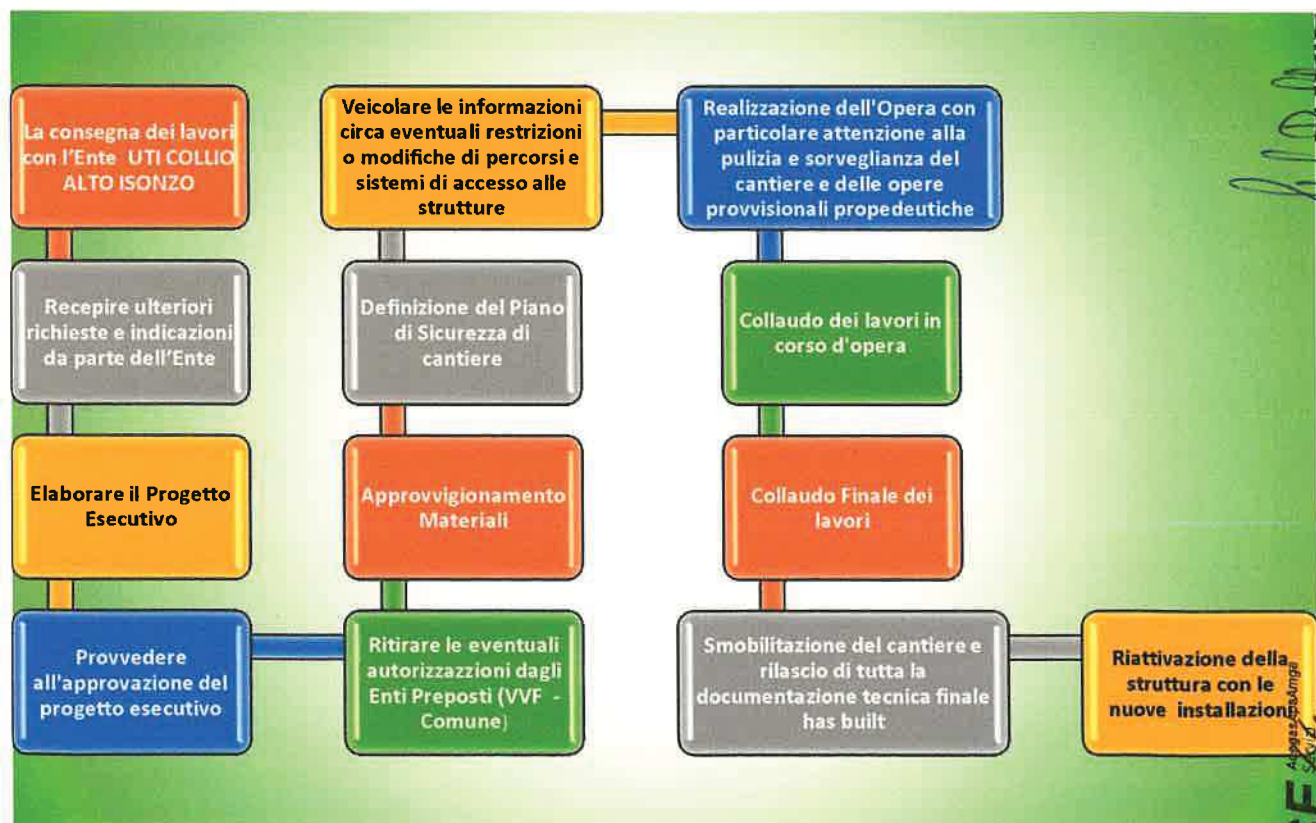 La consegna dei lavori
con l'Ente UTI COLLIO
ALTO ISONZO
Recepire ulteriori
richieste e indicazioni
da parte dell'Ente
Elaborare il Progetto
Esecutivo
Provvedere
all'approvazione del
progetto esecutivo
Ritirare le eventuali
autorizzazzioni dagli
Enti Preposti (VVF -
Comune)
Approvvigionamento
Materiali
Definizione del Piano
di Sicurezza di
cantiere
Veicolare le informazioni
circa eventuali restrizioni
o modifiche di percorsi e
sistemi di accesso alle
strutture
Realizzazione dell'Opera con
particolare attenzione alla
pulizia e sorveglianza del
cantiere e delle opere
provvisionali propedeutiche
Collaudo dei lavori in
corso d'opera
Collaudo Finale dei
lavori
Smobilitazione del cantiere e
rilascio di tutta la
documentazione tecnica finale
has built
Riattivazione della
struttura con le
nuove installazioni
AcegasApsAmga